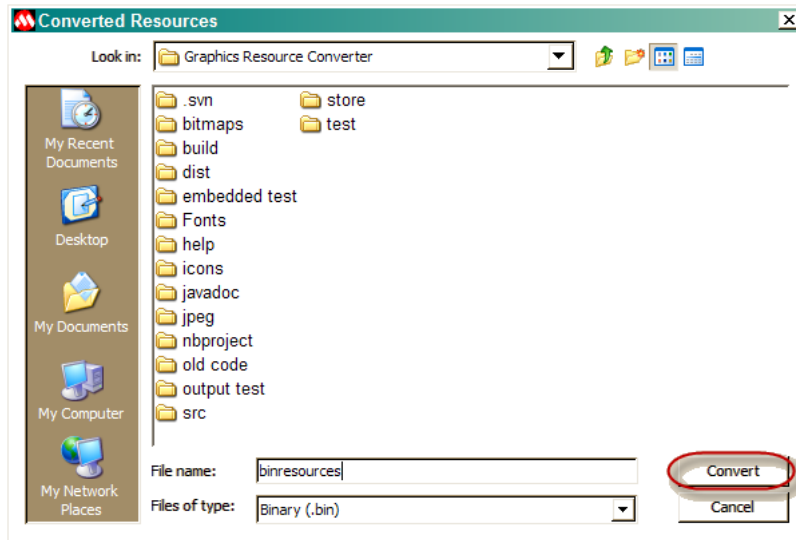 Converted Resources
Look in:
Graphics Resource Converter
My Recent
Documents
Desktop
My Documents
My Computer
My Network
Places
.svn
bitmaps
build
dist
embedded test
Fonts
help
icons
javadoc
jpeg
nbproject
old code
output test
src
store
test
File name:
binresources
Convert
Files of type:
Binary (.bin)
Cancel